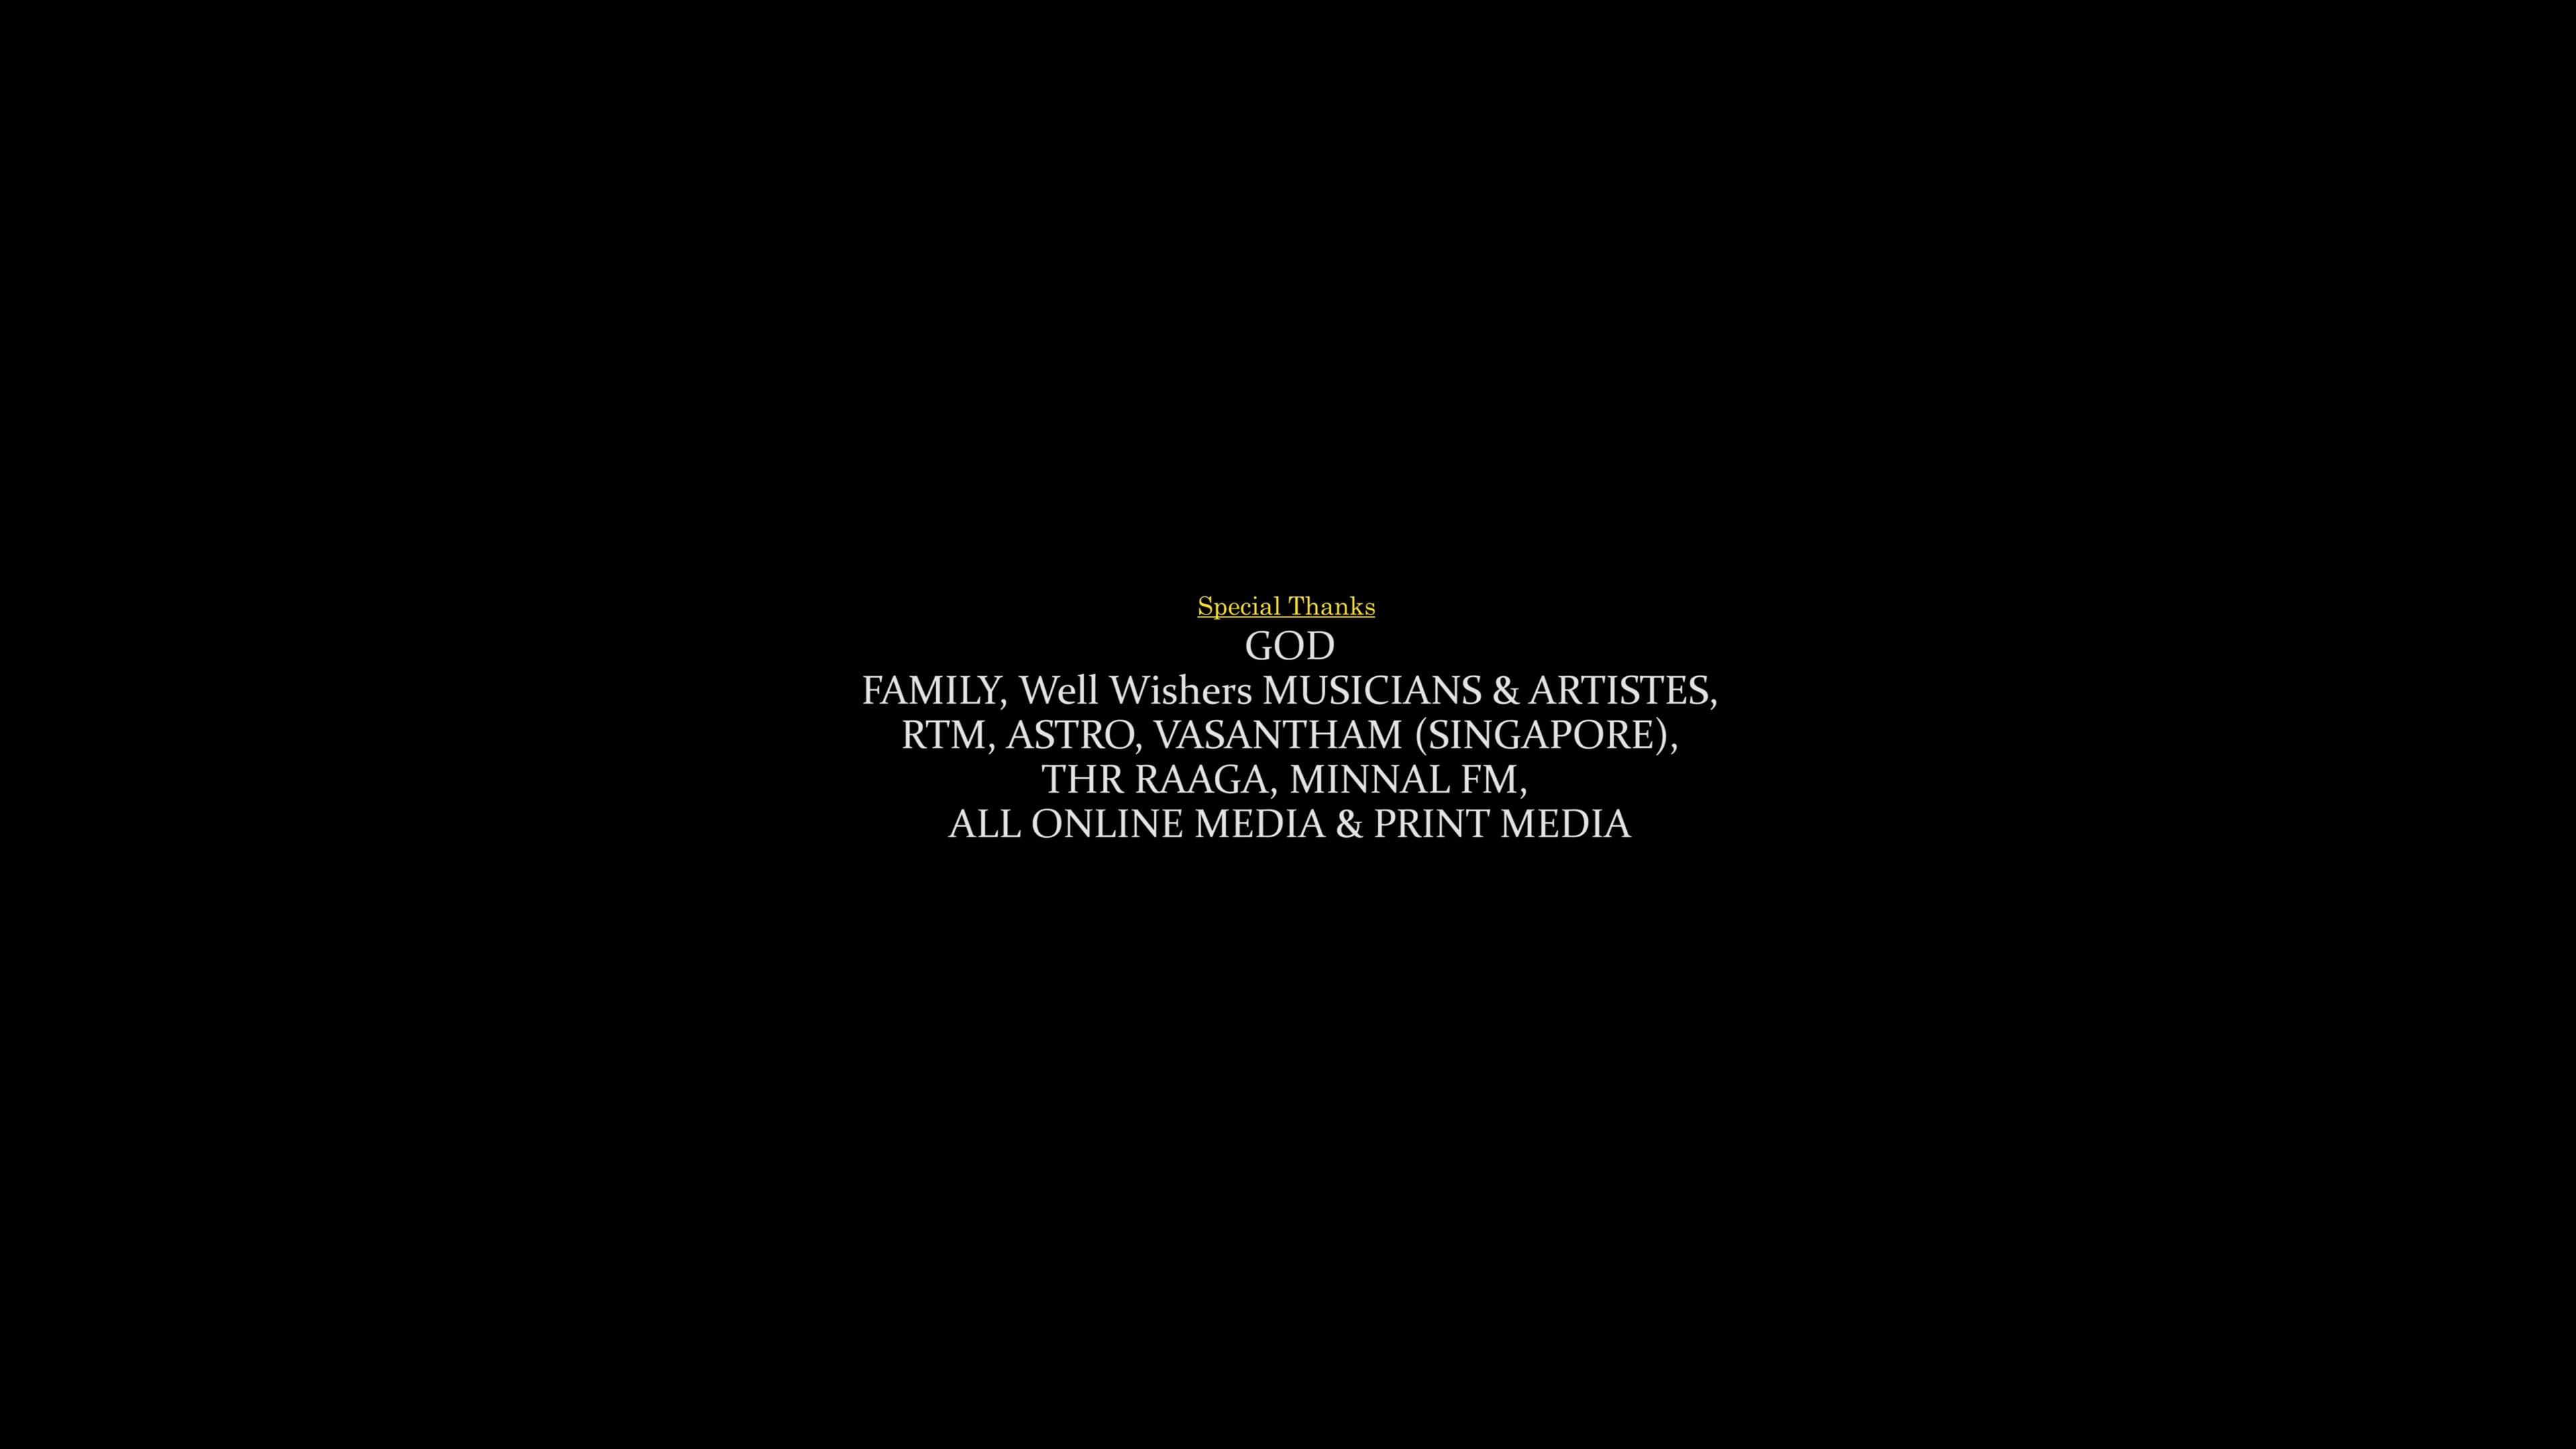 Special Thanks
GOD
FAMILY, Well Wishers MUSICIANS & ARTISTES,
RTM, ASTRO, VASANTHAM (SINGAPORE),
THR RAAGA, MINNAL FM,
ALL ONLINE MEDIA & PRINT MEDIA